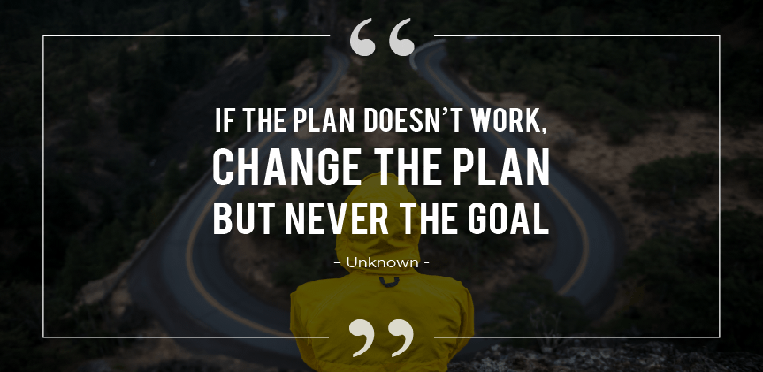 “
IF THE PLAN DOESN’T WORK,
CHANGE THE PLAN
BUT NEVER THE GOAL
- Unknown -
”